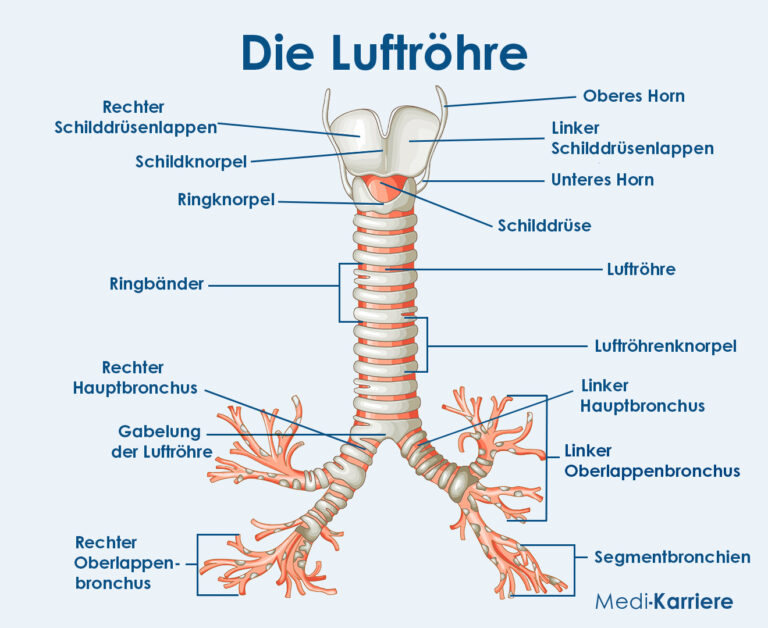 Die Luftröhre
Rechter
Schilddrüsenlappen
Schildknorpel
Ringknorpel
Ringbänder
Rechter
Hauptbronchus
Gabelung
der Luftröhre
Rechter
Oberlappen-
bronchus
Oberes Horn
Linker
Schilddrüsenlappen
Unteres Horn
Schilddrüse
Luftröhre
Luftröhrenknorpel
Linker
Hauptbronchus
Linker
Oberlappenbronchus
Segmentbronchien
Medi·Karriere